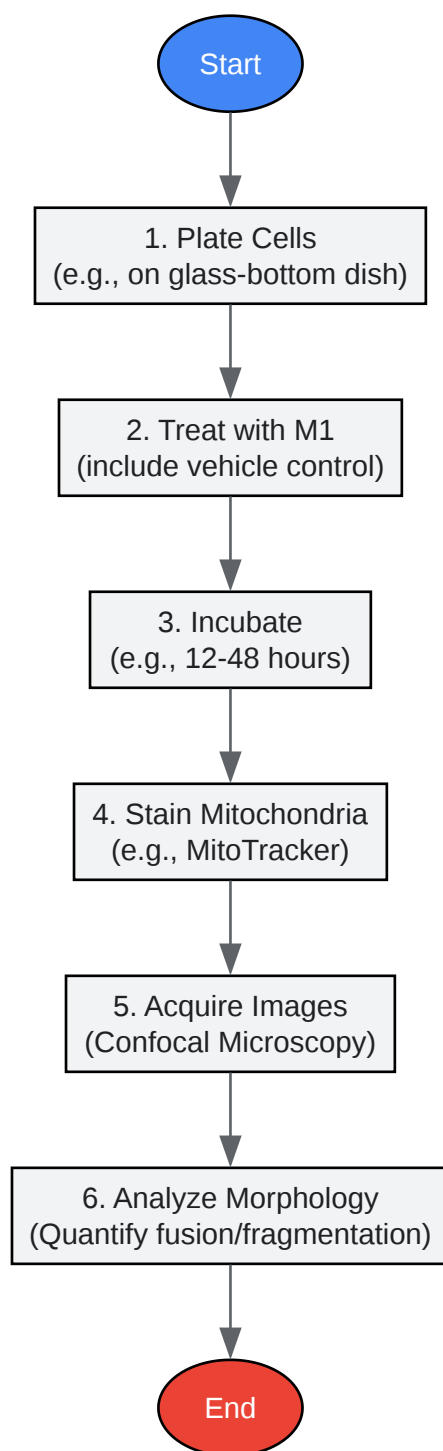 Start
1. Plate Cells
(e.g., on glass-bottom dish)
2. Treat with M1
(include vehicle control)
3. Incubate
(e.g., 12-48 hours)
4. Stain Mitochondria
(e.g., MitoTracker)
5. Acquire Images
(Confocal Microscopy)
6. Analyze Morphology
(Quantify fusion/fragmentation)
End